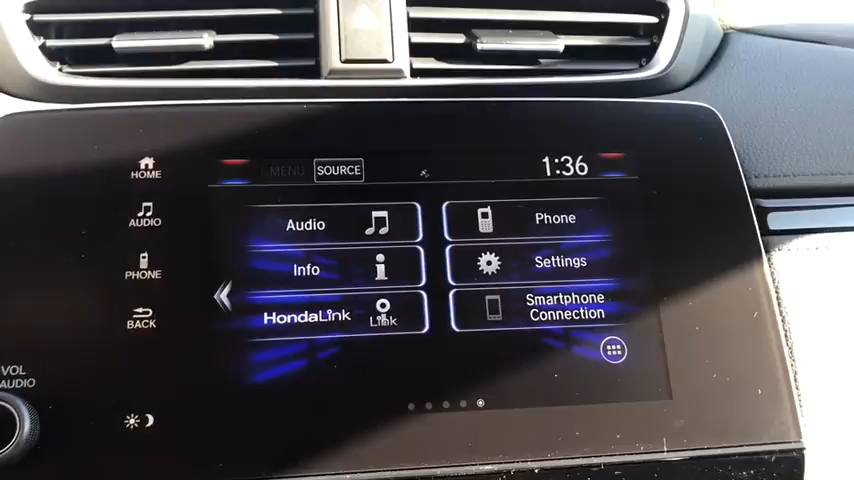 MENU
SOURCE
1:36
HOME
AUDIO
PHONE
BACK
VOL
AUDIO
Audio
Phone
Info
Settings
HondaLink
Link
Smartphone
Connection